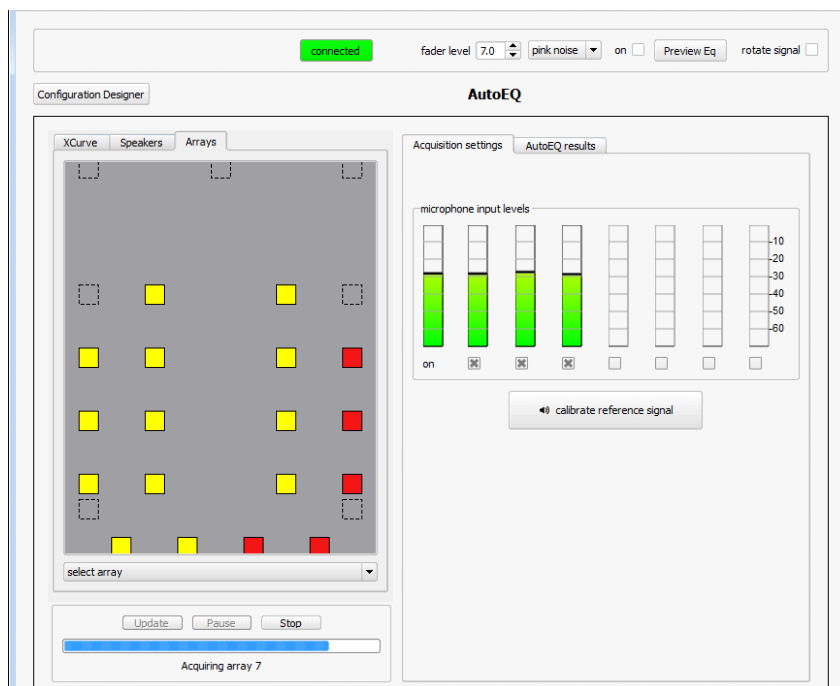 connected fader level 7.0 pink noise on Preview Eq rotate signal
Configuration Designer AutoEQ
XCurve Speakers Arrays
Acquisition settings AutoEQ results
microphone input levels
-10
-20
-30
-40
-50
-60
on
calibrate reference signal
select array
Update Pause Stop
Acquiring array 7